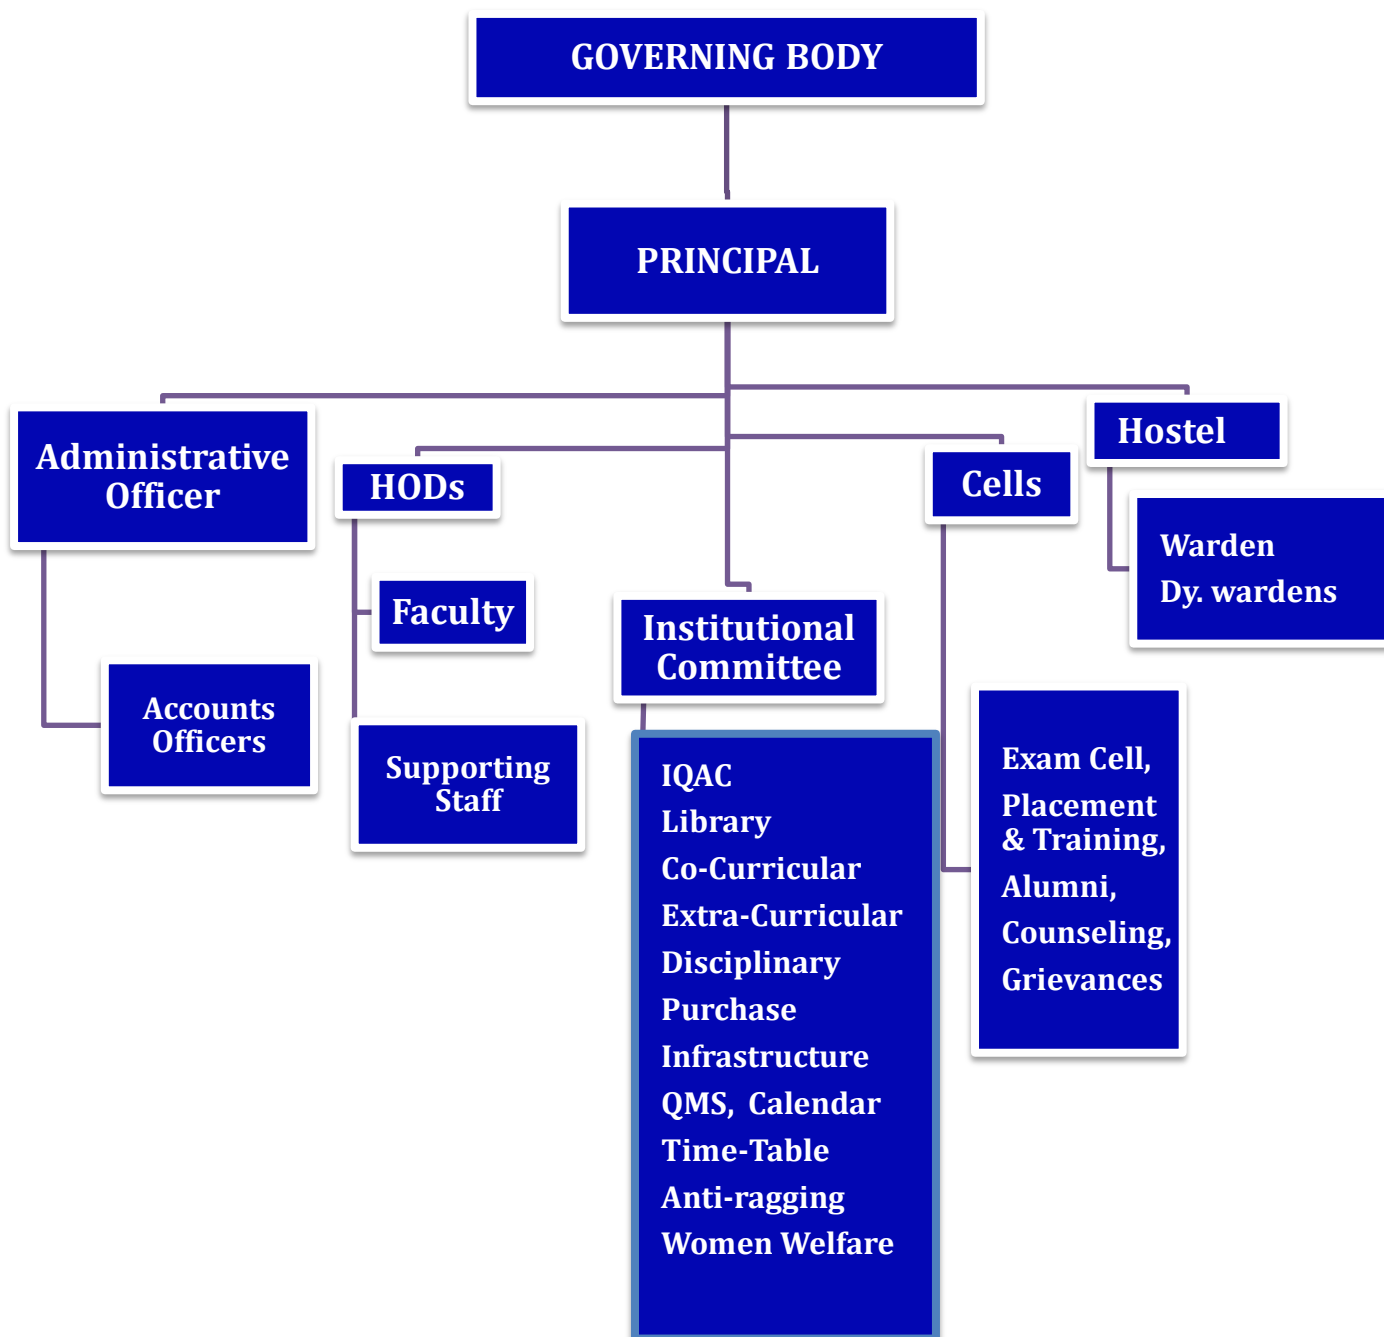 GOVERNING BODY
PRINCIPAL
Administrative
Officer
Accounts
Officers
HODs
Faculty
Supporting
Staff
Institutional
Committee
IQAC
Library
Co-Curricular
Extra-Curricular
Disciplinary
Purchase
Infrastructure
QMS, Calendar
Time-Table
Anti-ragging
Women Welfare
Cells
Exam Cell,
Placement
& Training,
Alumni,
Counseling,
Grievances
Hostel
Warden
Dy. wardens